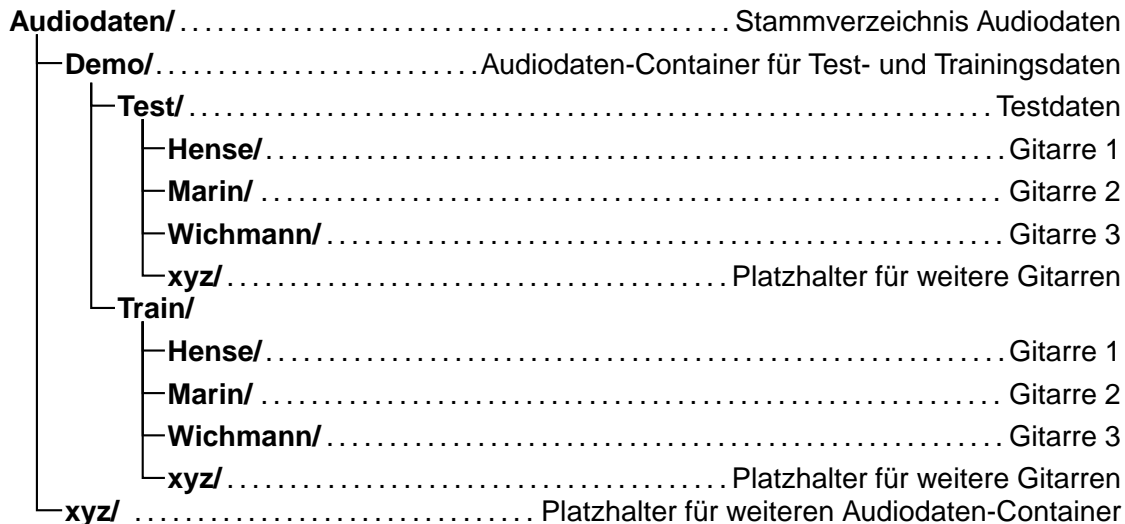 Audiodaten/ . . . . . . . . . . . . . . . . . . . . . . . . . . . . . . . . . . . . . . . . . . . . . . . . . . . . . Stammverzeichnis Audiodaten
Demo/ . . . . . . . . . . . . . . . . . . . . . . . . Audiodaten-Container für Test- und Trainingsdaten
Test/ . . . . . . . . . . . . . . . . . . . . . . . . . . . . . . . . . . . . . . . . . . . . . . . . . . . . . . . . . . . . . Testdaten
Hense/ . . . . . . . . . . . . . . . . . . . . . . . . . . . . . . . . . . . . . . . . . . . . . . . . . . . . . . Gitarre 1
Marin/ . . . . . . . . . . . . . . . . . . . . . . . . . . . . . . . . . . . . . . . . . . . . . . . . . . . . . . Gitarre 2
Wichmann/ . . . . . . . . . . . . . . . . . . . . . . . . . . . . . . . . . . . . . . . . . . . . . . . . . Gitarre 3
xyz/ . . . . . . . . . . . . . . . . . . . . . . . . . . . . . . . . . . . Platzhalter für weitere Gitarren
Train/
Hense/ . . . . . . . . . . . . . . . . . . . . . . . . . . . . . . . . . . . . . . . . . . . . . . . . . . . . . . Gitarre 1
Marin/ . . . . . . . . . . . . . . . . . . . . . . . . . . . . . . . . . . . . . . . . . . . . . . . . . . . . . . Gitarre 2
Wichmann/ . . . . . . . . . . . . . . . . . . . . . . . . . . . . . . . . . . . . . . . . . . . . . . . . . Gitarre 3
xyz/ . . . . . . . . . . . . . . . . . . . . . . . . . . . . . . . . . . . Platzhalter für weitere Gitarren
xyz/ . . . . . . . . . . . . . . . . . . . . . . . . . . . . . . Platzhalter für weiteren Audiodaten-Container